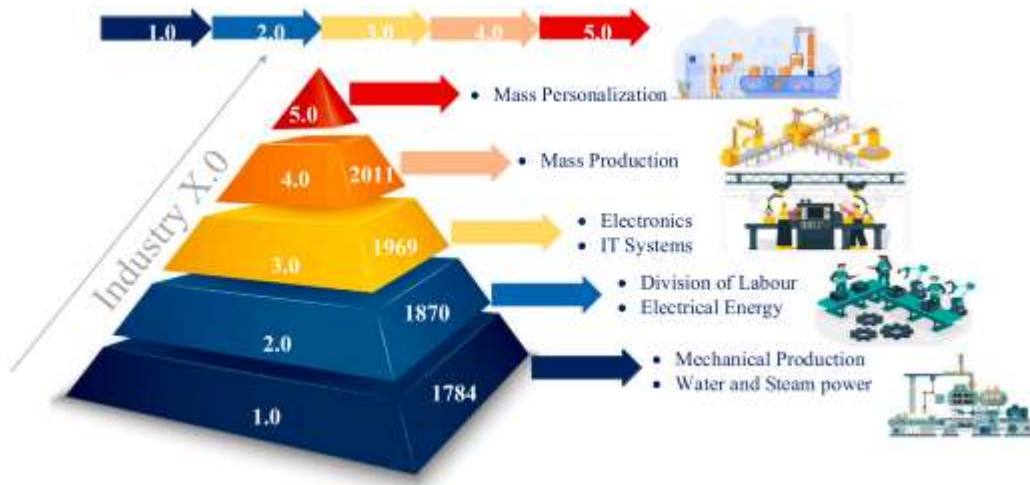 1.0 2.0 3.0 4.0 5.0
Industry X.0
5.0
• Mass Personalization
4.0 2011
• Mass Production
3.0 1969
• Electronics
• IT Systems
2.0 1870
• Division of Labour
• Electrical Energy
1.0 1784
• Mechanical Production
• Water and Steam power